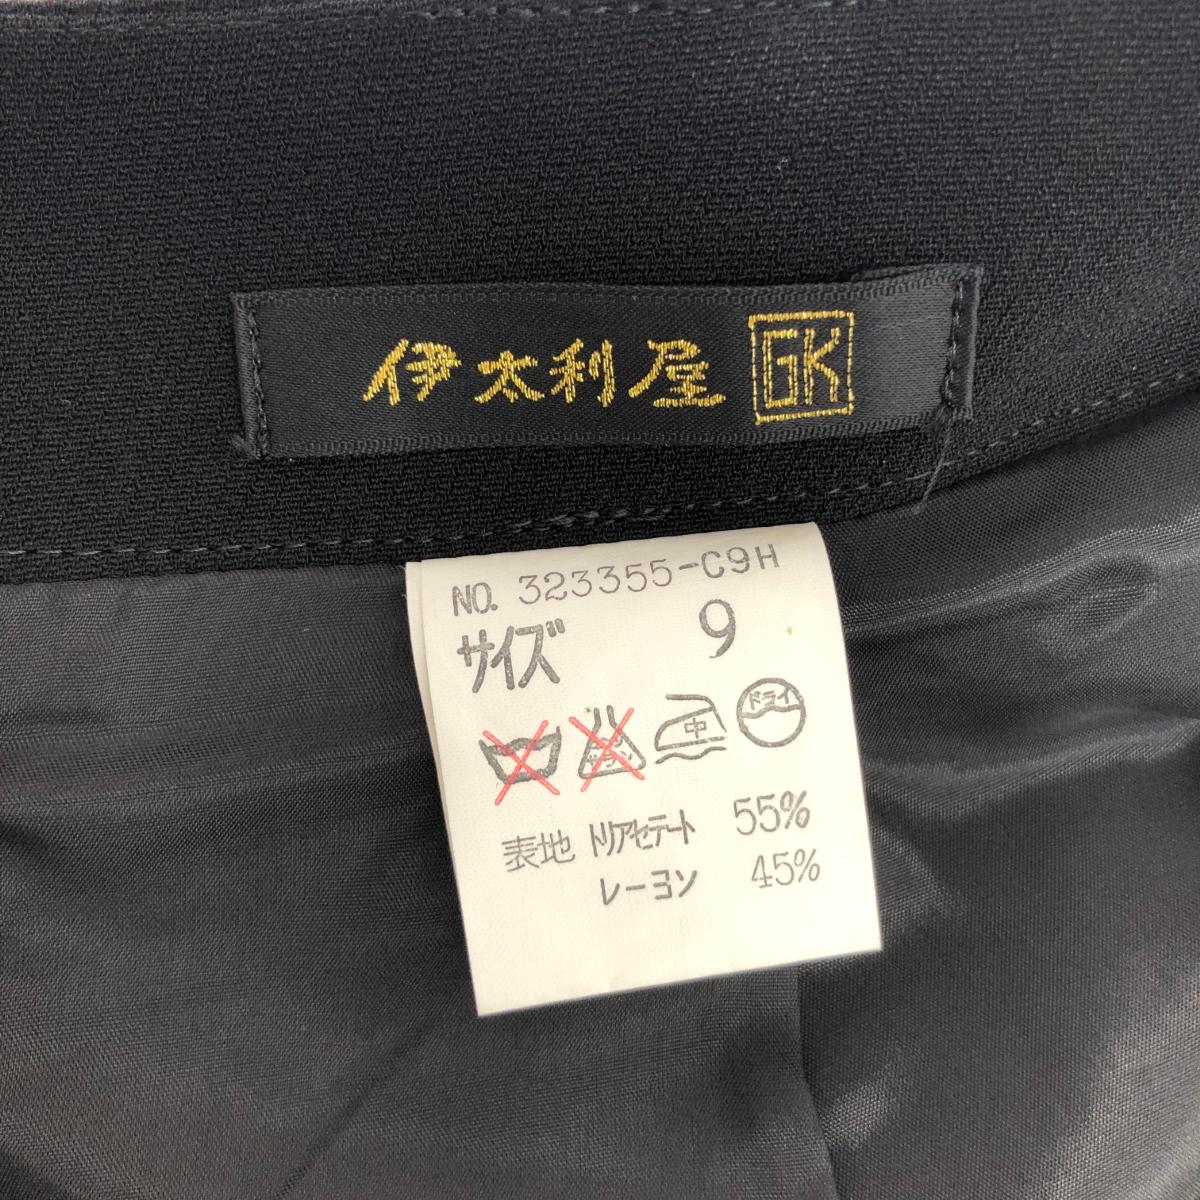 伊太利屋 GK
NO. 323355-C9H
サイズ 9
中 ドライ
表地 トリアセテート 55%
レーヨン 45%